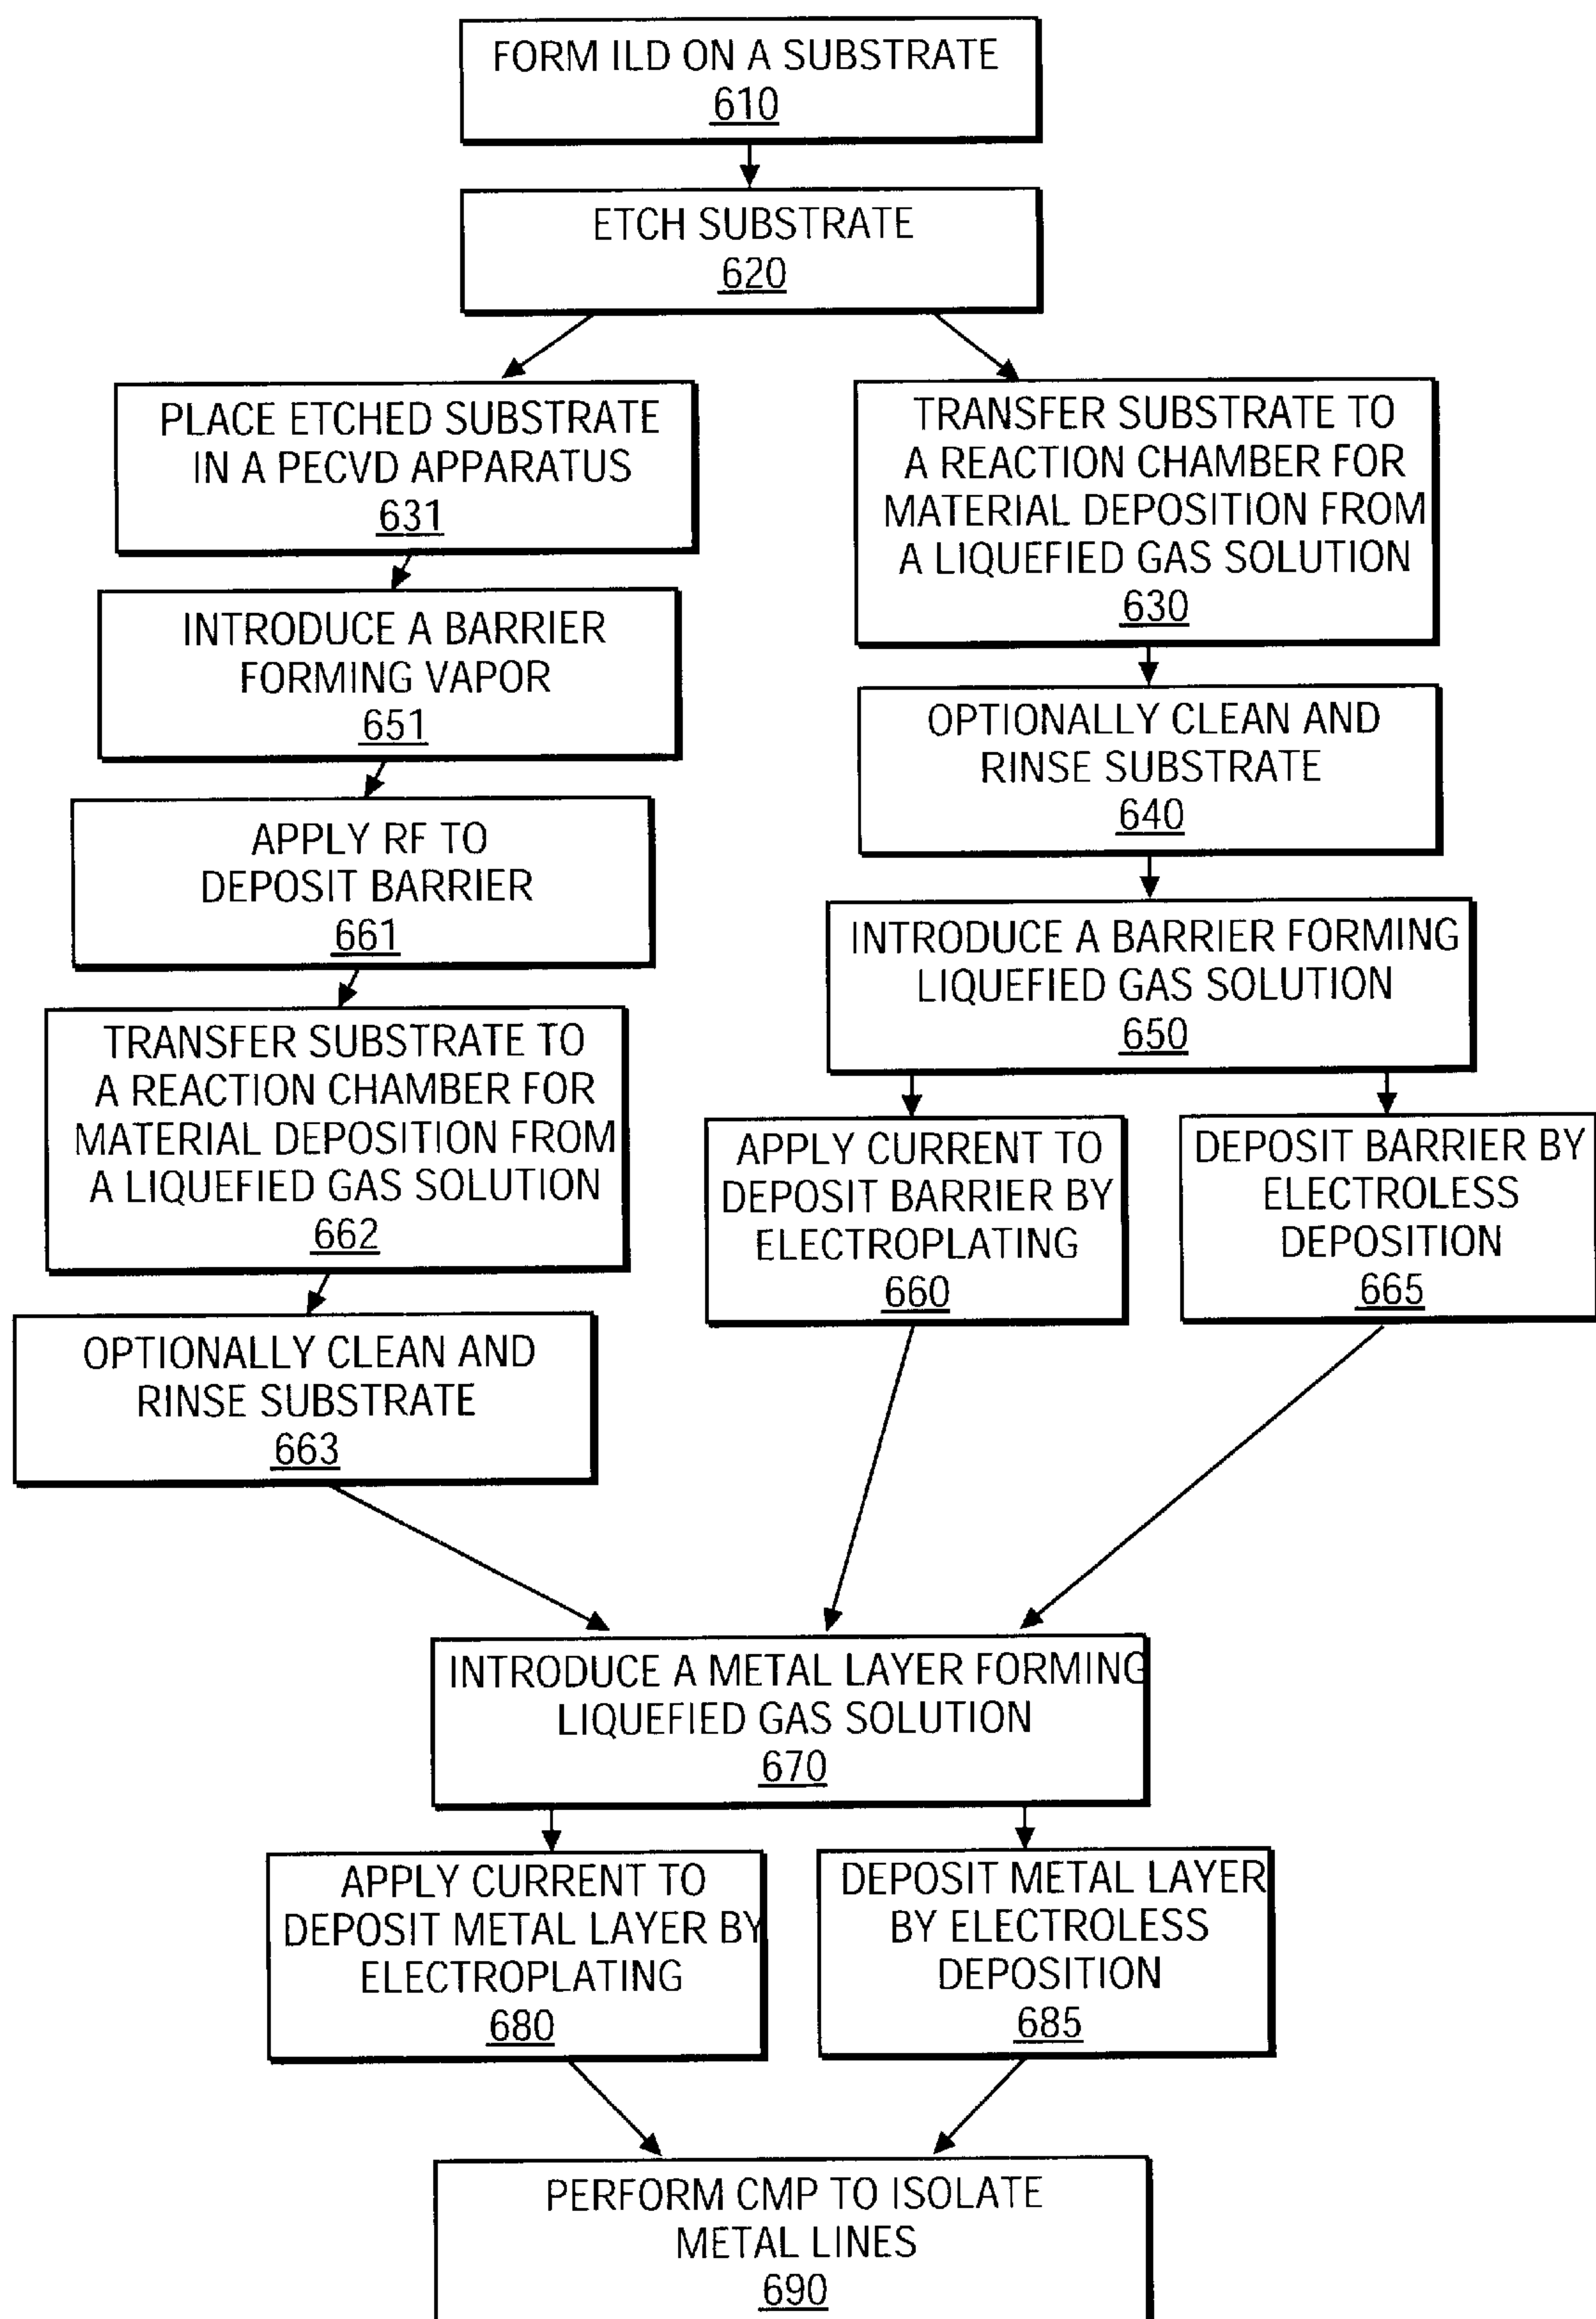 FORM ILD ON A SUBSTRATE
610
ETCH SUBSTRATE
620
PLACE ETCHED SUBSTRATE
IN A PECVD APPARATUS
631
INTRODUCE A BARRIER
FORMING VAPOR
651
APPLY RF TO
DEPOSIT BARRIER
661
TRANSFER SUBSTRATE TO
A REACTION CHAMBER FOR
MATERIAL DEPOSITION FROM
A LIQUEFIED GAS SOLUTION
662
OPTIONALLY CLEAN AND
RINSE SUBSTRATE
663
TRANSFER SUBSTRATE TO
A REACTION CHAMBER FOR
MATERIAL DEPOSITION FROM
A LIQUEFIED GAS SOLUTION
630
OPTIONALLY CLEAN AND
RINSE SUBSTRATE
640
INTRODUCE A BARRIER FORMING
LIQUEFIED GAS SOLUTION
650
APPLY CURRENT TO
DEPOSIT BARRIER BY
ELECTROPLATING
660
DEPOSIT BARRIER BY
ELECTROLESS
DEPOSITION
665
INTRODUCE A METAL LAYER FORMING
LIQUEFIED GAS SOLUTION
670
APPLY CURRENT TO
DEPOSIT METAL LAYER BY
ELECTROPLATING
680
DEPOSIT METAL LAYER
BY ELECTROLESS
DEPOSITION
685
PERFORM CMP TO ISOLATE
METAL LINES
690